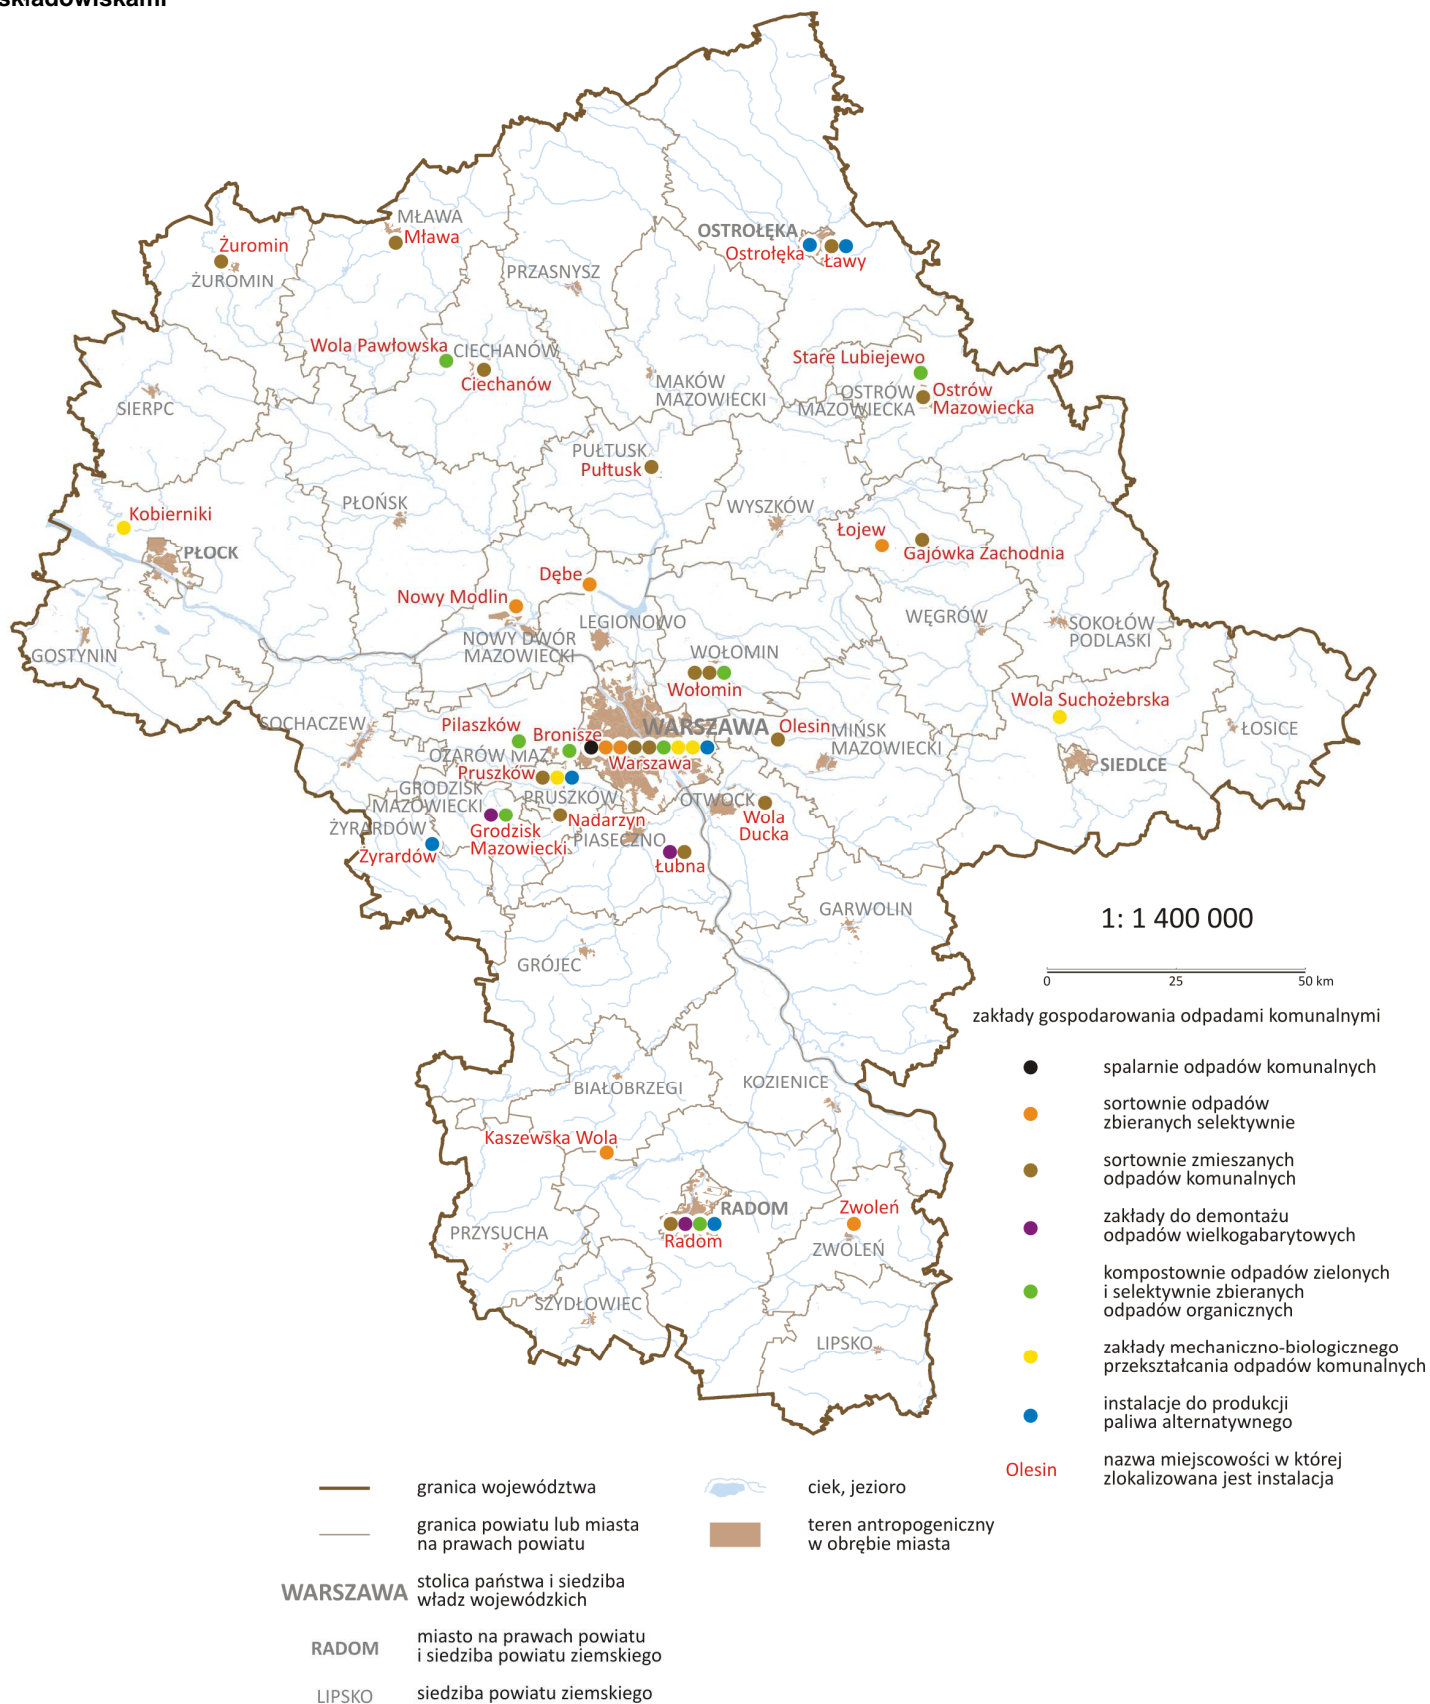 składowiskami
MŁAWA
Mława
Żuromin
ŻUROMIN
OSTROŁĘKA
Ostrołęka
Ławy
PRZASNYSZ
Wola Pawłowska
CIECHANÓW
Ciechanów
Stare Lubiejewo
OSTRÓW
MAZOWIECKA
Ostrów
Mazowiecka
MAKÓW
MAZOWIECKI
SIERPC
PUŁTUSK
Pułtusk
PŁOŃSK
WYSZKÓW
Kobierniki
PŁOCK
Łojew
Gajówka Zachodnia
Dębe
Nowy Modlin
LEGIONOWO
NOWY DWÓR
MAZOWIECKI
WĘGRÓW
SOKOŁÓW
PODLASKI
GOSTYNIN
WOŁOMIN
Wołomin
Wola Suchożebrska
SOCHACZEW
Pilaszków
Bronisze
WARSZAWA
Warszawa
Olesin
MIŃSK
MAZOWIECKI
ŁOSICE
OŻARÓW MAZ.
Pruszków
PRUSZKÓW
SIEDLCE
GRODZISK
MAZOWIECKI
OTWOCK
Wola
Ducka
ŻYRARDÓW
Żyrardów
Grodzisk
Mazowiecki
Nadarzyn
PIASECZNO
Łubna
GARWOLIN
GRÓJEC
1: 1 400 000
0 25 50 km
zakłady gospodarowania odpadami komunalnymi
spalarnie odpadów komunalnych
sortownie odpadów
zbieranych selektywnie
sortownie zmieszanych
odpadów komunalnych
zakłady do demontażu
odpadów wielkogabarytowych
kompostownie odpadów zielonych
i selektywnie zbieranych
odpadów organicznych
zakłady mechaniczno-biologicznego
przekształcania odpadów komunalnych
instalacje do produkcji
paliwa alternatywnego
Olesin
nazwa miejscowości w której
zlokalizowana jest instalacja
BIAŁOBRZEGI
KOZIENICE
Kaszewska Wola
RADOM
Radom
Zwoleń
ZWOLEŃ
PRZYSUCHA
SZYDŁOWIEC
LIPSKO
granica województwa
granica powiatu lub miasta
na prawach powiatu
WARSZAWA
stolica państwa i siedziba
władz wojewódzkich
RADOM
miasto na prawach powiatu
i siedziba powiatu ziemskiego
LIPSKO
siedziba powiatu ziemskiego
ciek, jezioro
teren antropogeniczny
w obrębie miasta